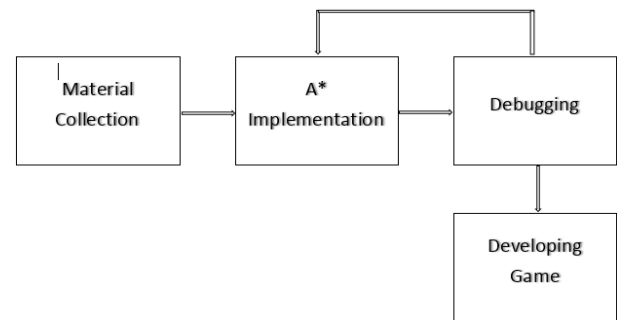 Material
Collection
A*
Implementation
Debugging
Developing
Game